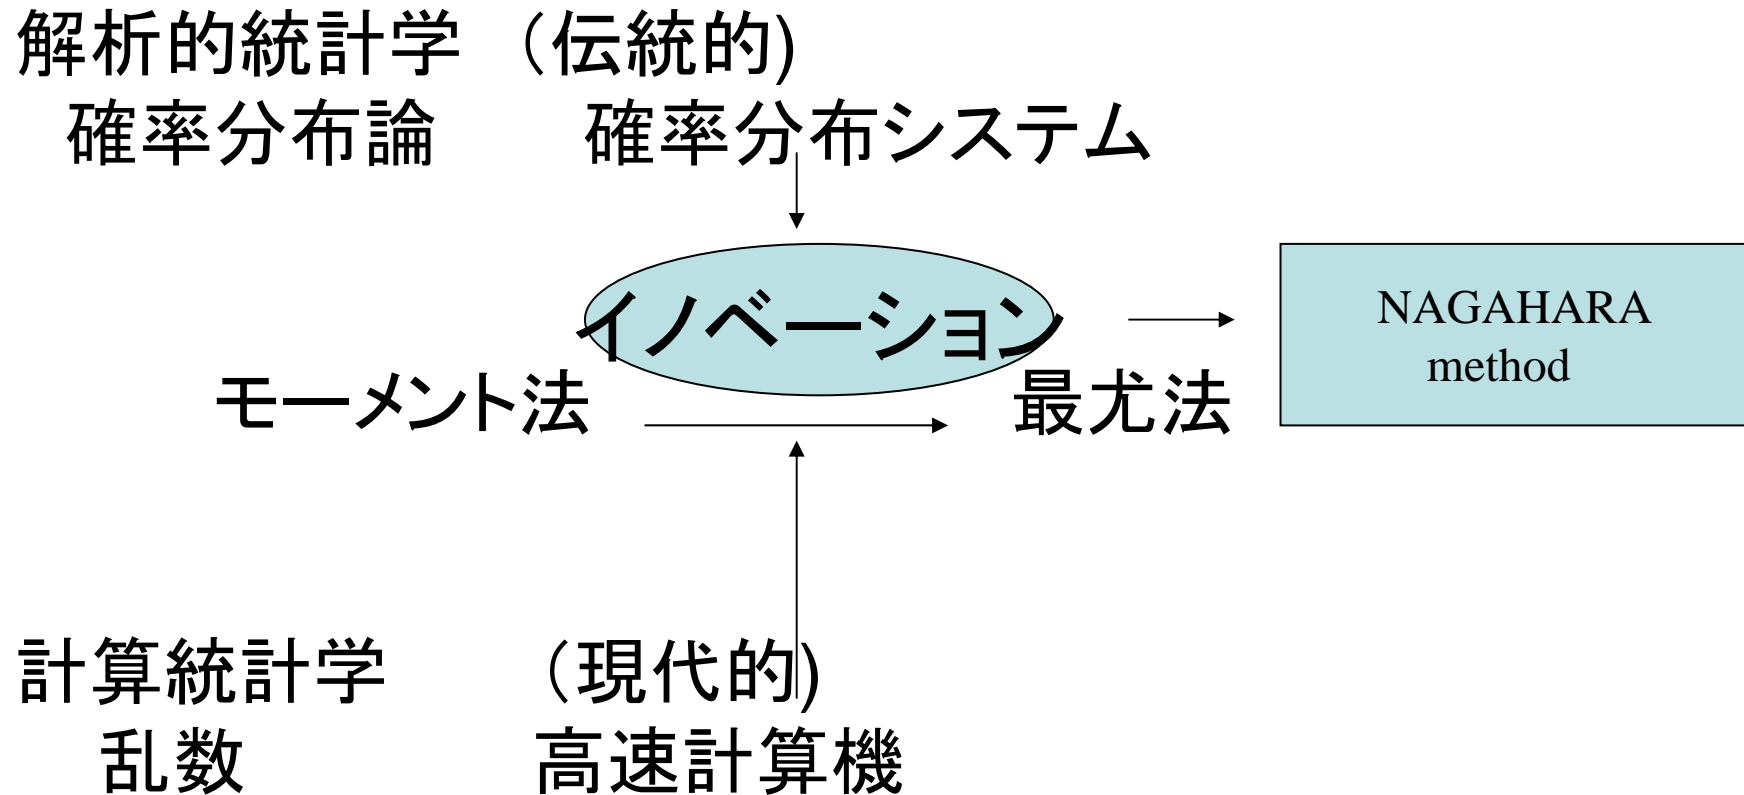 解析的統計学 （伝統的)
確率分布論 確率分布システム
イノベーション
NAGAHARA
method
モーメント法 最尤法
計算統計学 （現代的)
乱数 高速計算機